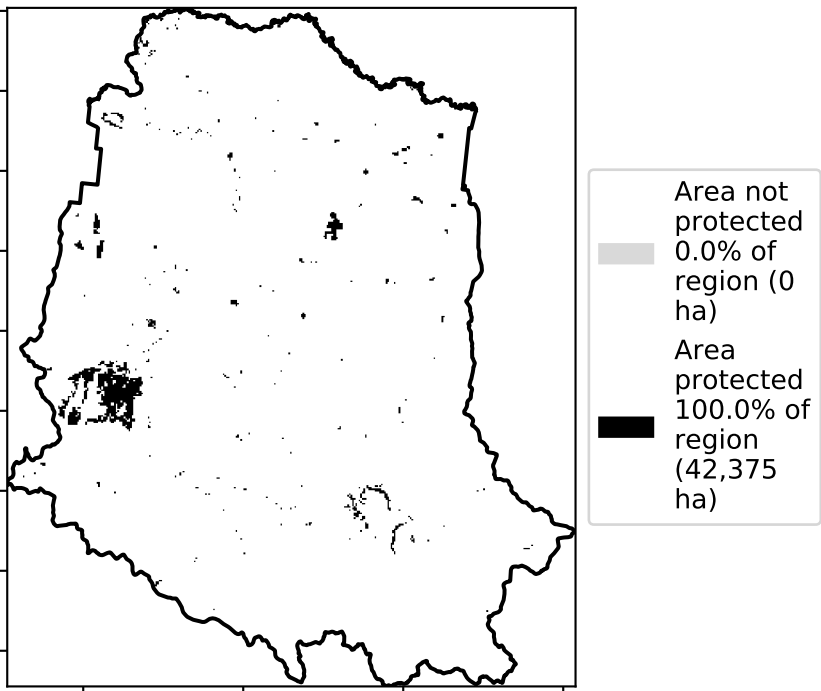 Area not
protected
0.0% of
region (0
ha)
Area
protected
100.0% of
region
(42,375
ha)